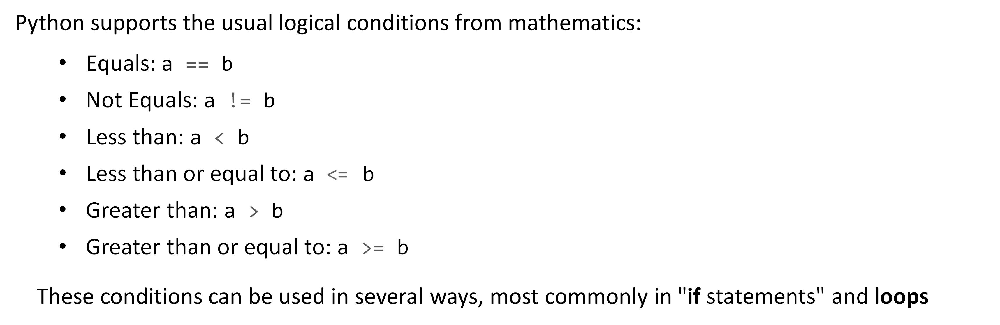 Python supports the usual logical conditions from mathematics:
• Equals: a == b
• Not Equals: a != b
• Less than: a < b
• Less than or equal to: a <= b
• Greater than: a > b
• Greater than or equal to: a >= b
These conditions can be used in several ways, most commonly in "if statements" and loops